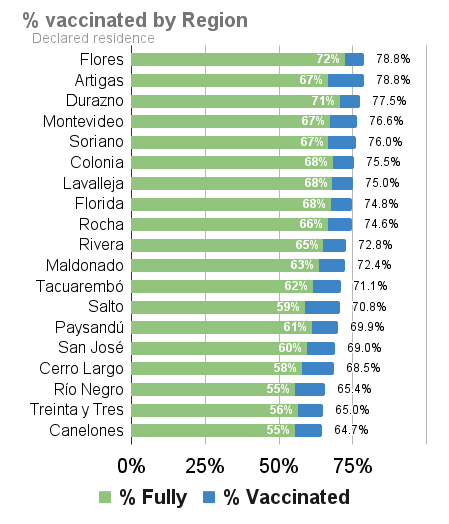 % vaccinated by Region
Declared residence
Flores 72% 78.8%
Artigas 67% 78.8%
Durazno 71% 77.5%
Montevideo 67% 76.6%
Soriano 67% 76.0%
Colonia 68% 75.5%
Lavalleja 68% 75.0%
Florida 68% 74.8%
Rocha 66% 74.6%
Rivera 65% 72.8%
Maldonado 63% 72.4%
Tacuarembó 62% 71.1%
Salto 59% 70.8%
Paysandú 61% 69.9%
San José 60% 69.0%
Cerro Largo 58% 68.5%
Río Negro 55% 65.4%
Treinta y Tres 56% 65.0%
Canelones 55% 64.7%
0% 25% 50% 75%
% Fully % Vaccinated